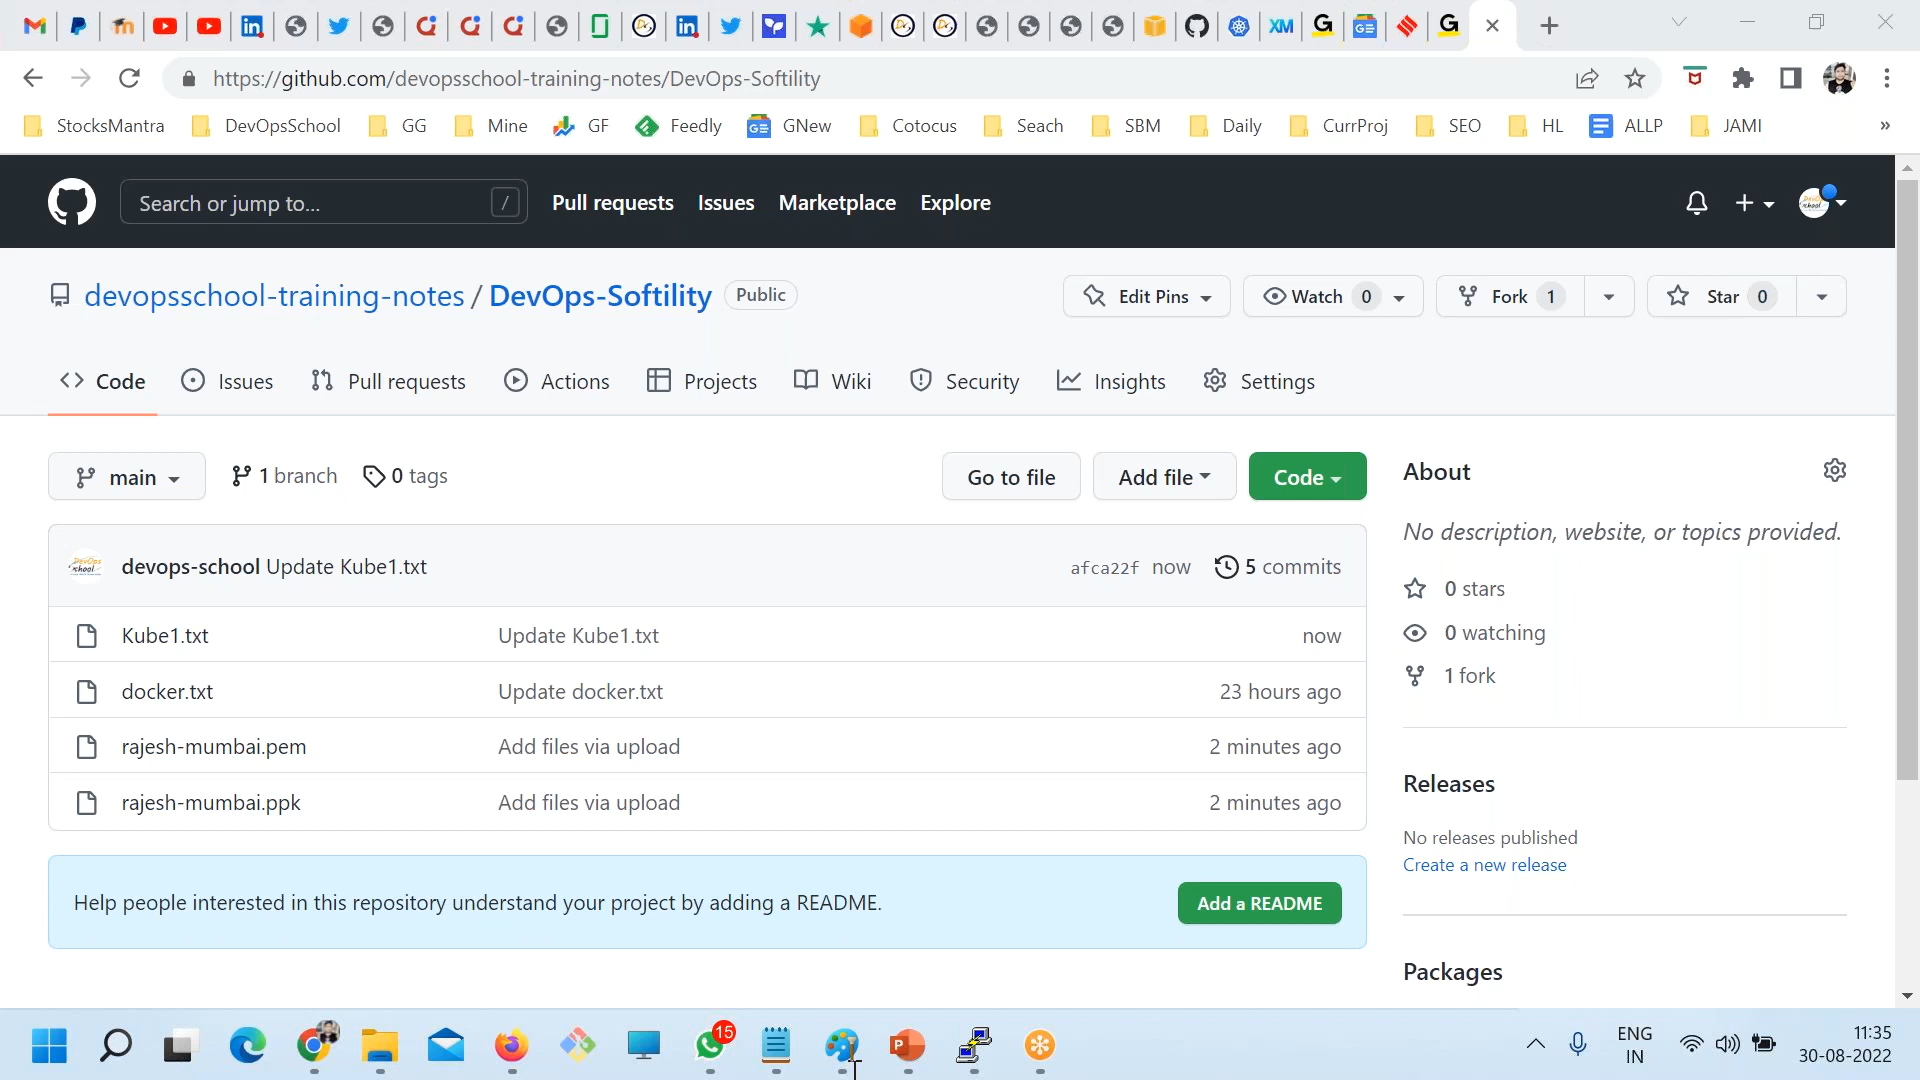 https://github.com/devopsschool-training-notes/DevOps-Softility
StocksMantra DevOpsSchool GG Mine GF Feedly GNew Cotocus Seach SBM Daily CurrProj SEO HL ALLP JAMI »
Search or jump to... / Pull requests Issues Marketplace Explore
devopsschool-training-notes / DevOps-Softility Public Edit Pins Watch 0 Fork 1 Star 0
Code Issues Pull requests Actions Projects Wiki Security Insights Settings
main 1 branch 0 tags Go to file Add file Code
devops-school Update Kube1.txt afca22f now 5 commits
Kube1.txt Update Kube1.txt now
docker.txt Update docker.txt 23 hours ago
rajesh-mumbai.pem Add files via upload 2 minutes ago
rajesh-mumbai.ppk Add files via upload 2 minutes ago
Help people interested in this repository understand your project by adding a README. Add a README
About
No description, website, or topics provided.
0 stars
0 watching
1 fork
Releases
No releases published
Create a new release
Packages
15
ENG
IN
11:35
30-08-2022